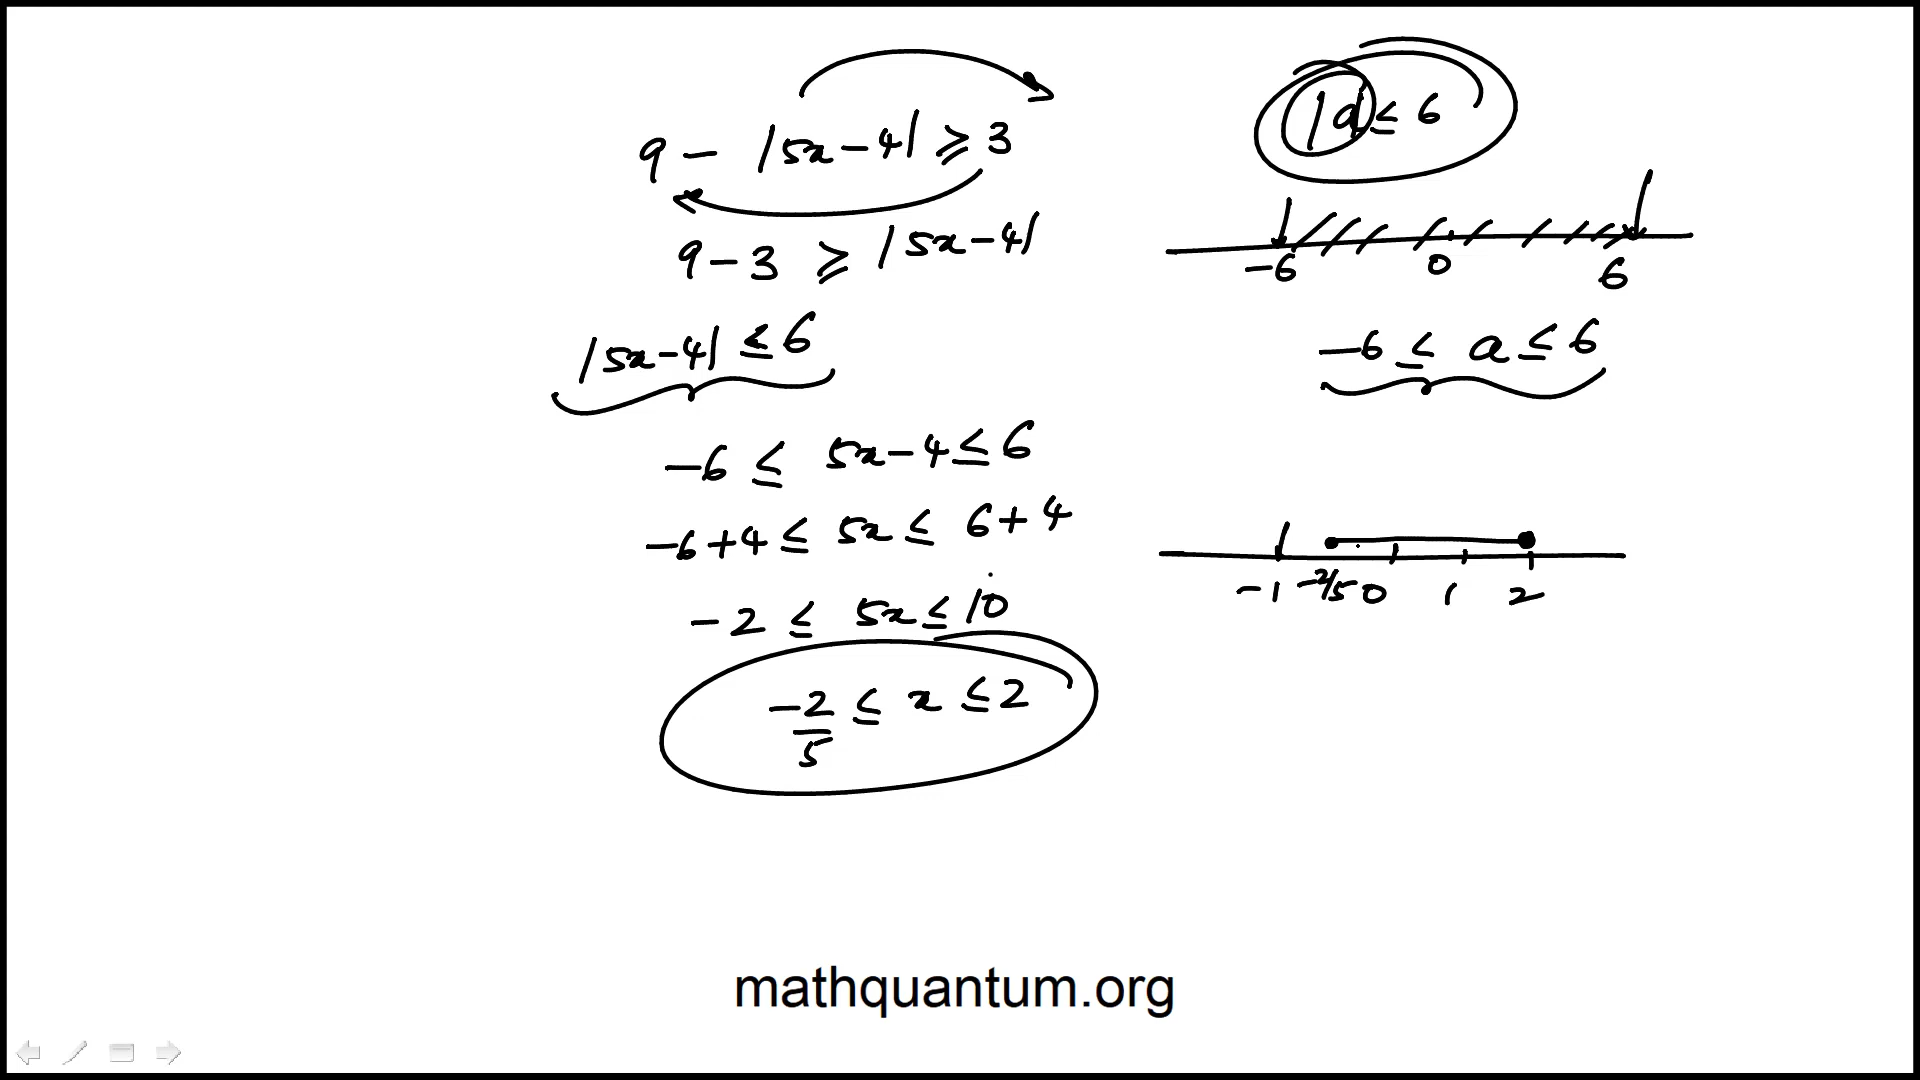 9 - |5x - 4| ≥ 3
9 - 3 ≥ |5x - 4|
|5x - 4| ≤ 6
-6 ≤ 5x - 4 ≤ 6
-6 + 4 ≤ 5x ≤ 6 + 4
-2 ≤ 5x ≤ 10
-2/5 ≤ x ≤ 2
|a| ≤ 6
-6 0 6
-6 ≤ a ≤ 6
-1 -2/5 0 1 2
mathquantum.org